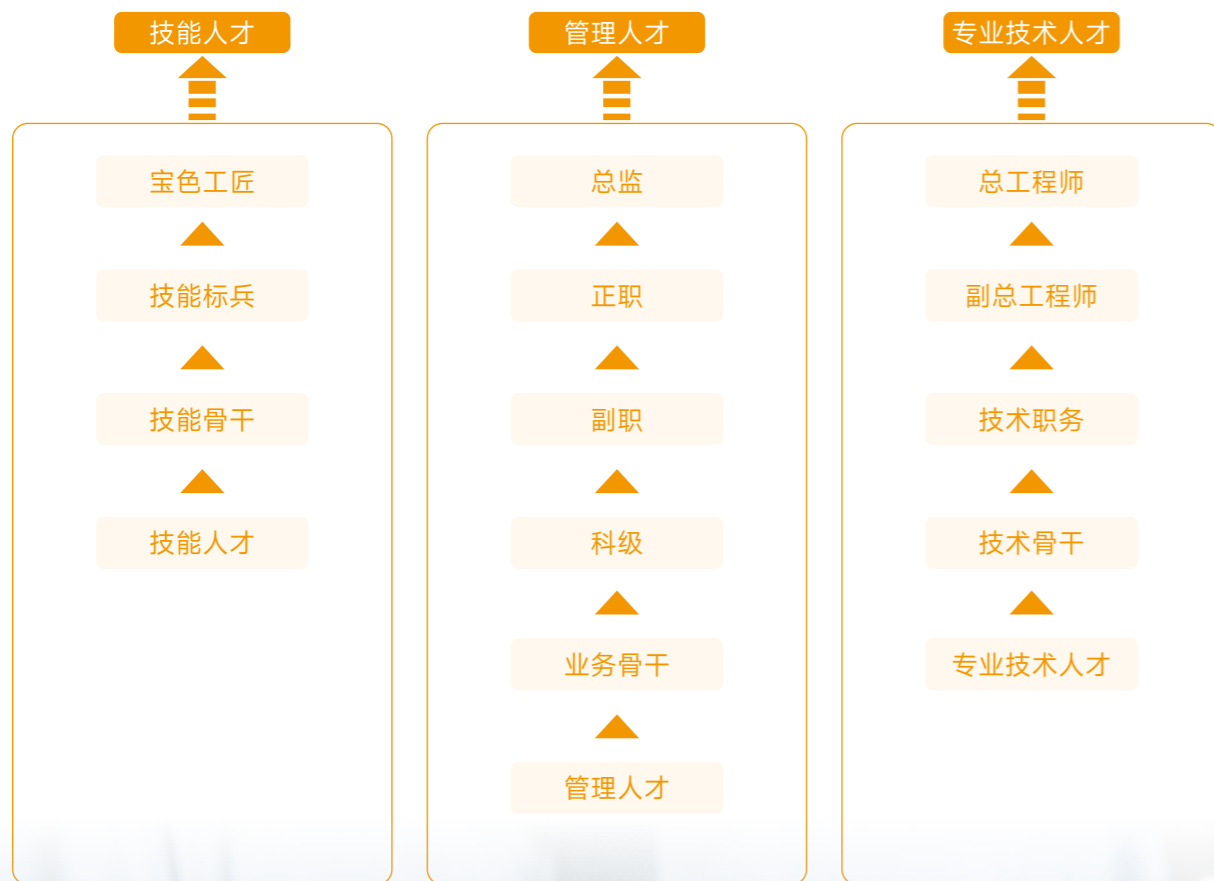 技能人才
宝色工匠
技能标兵
技能骨干
技能人才
管理人才
总监
正职
副职
科级
业务骨干
管理人才
专业技术人才
总工程师
副总工程师
技术职务
技术骨干
专业技术人才